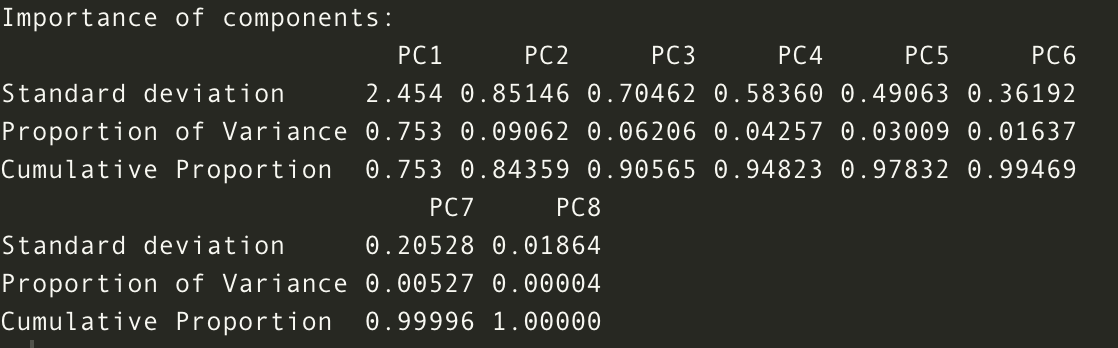 Importance of components:
PC1 PC2 PC3 PC4 PC5 PC6
Standard deviation 2.454 0.85146 0.70462 0.58360 0.49063 0.36192
Proportion of Variance 0.753 0.09062 0.06206 0.04257 0.03009 0.01637
Cumulative Proportion 0.753 0.84359 0.90565 0.94823 0.97832 0.99469
PC7 PC8
Standard deviation 0.20528 0.01864
Proportion of Variance 0.00527 0.00004
Cumulative Proportion 0.99996 1.00000